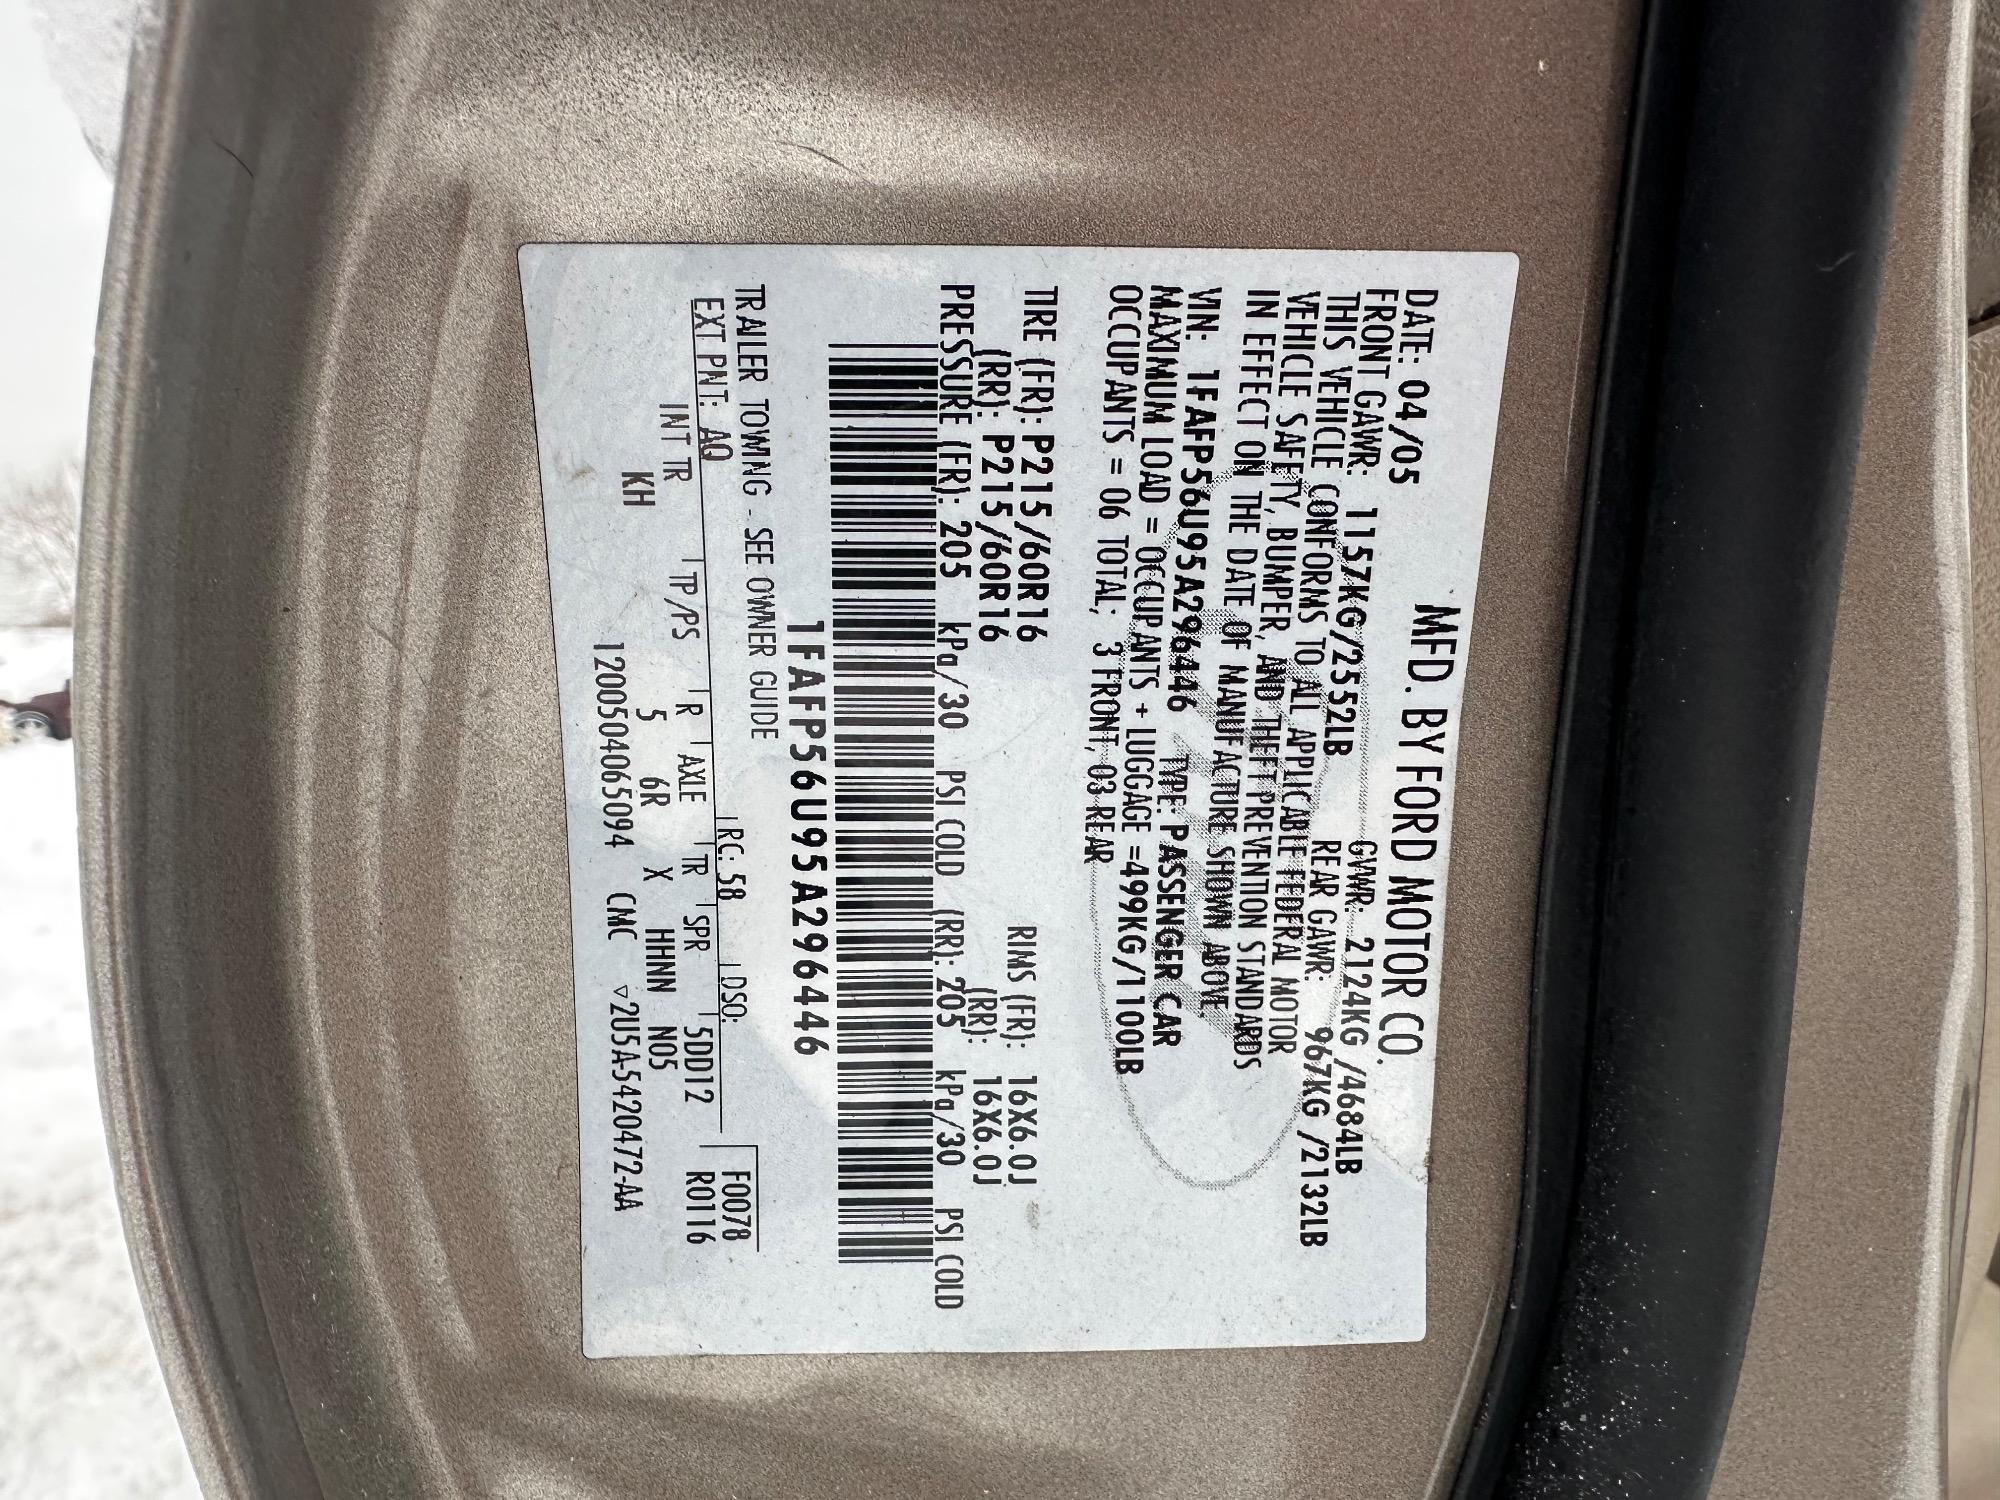 MFD. BY FORD MOTOR CO.
DATE: 04/05 GVWR: 2124KG /4684LB
FRONT GAWR: 1157KG/2552LB REAR GAWR: 967KG /2132LB
THIS VEHICLE CONFORMS TO ALL APPLICABLE FEDERAL MOTOR
VEHICLE SAFETY, BUMPER, AND THEFT PREVENTION STANDARDS
IN EFFECT ON THE DATE OF MANUFACTURE SHOWN ABOVE.
VIN: 1FAFP56U95A296446 TYPE: PASSENGER CAR
MAXIMUM LOAD = OCCUPANTS + LUGGAGE =499KG/1100LB
OCCUPANTS = 06 TOTAL; 3 FRONT, 03 REAR
TIRE (FR): P215/60R16 RIMS (FR): 16X6.0J
(RR): P215/60R16 (RR): 16X6.0J
PRESSURE (FR): 205 kPa/30 PSI COLD (RR): 205 kPa/30 PSI COLD
1FAFP56U95A296446
TRAILER TOWING - SEE OWNER GUIDE
F0078
EXT PNT: AQ RC: 58 DSO: R0116
INT TR TP/PS R AXLE TR SPR 5DD12
KH 5 6R X HHNN N05
1200504065094 CMC ▽2U5A-5420472-AA